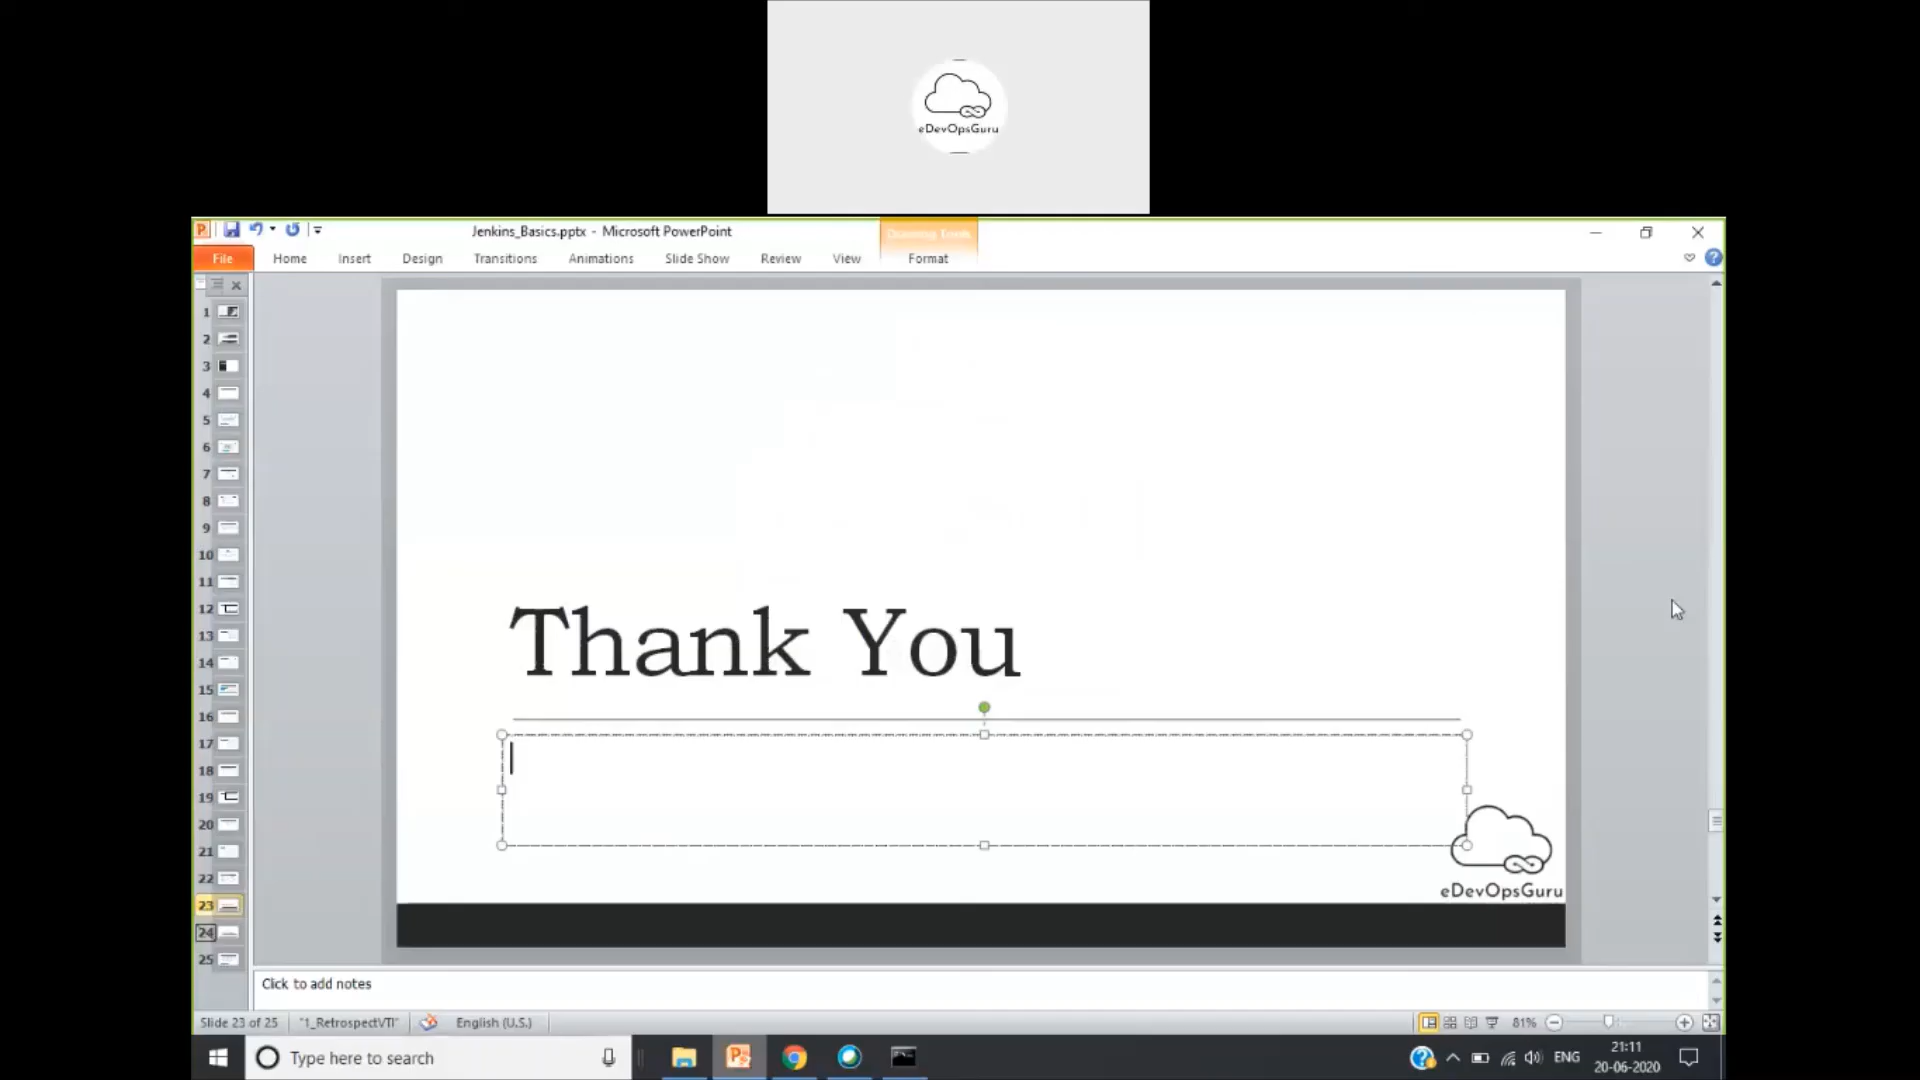 eDevOpsGuru
Jenkins_Basics.pptx - Microsoft PowerPoint
Drawing Tools
File
Home
Insert
Design
Transitions
Animations
Slide Show
Review
View
Format
1
2
3
4
5
6
7
8
9
10
11
12
13
14
15
16
17
18
19
20
21
22
23
24
25
Thank You
eDevOpsGuru
Click to add notes
Slide 23 of 25
"1_RetrospectVTI"
English (U.S.)
81%
Type here to search
ENG
21:11
20-06-2020